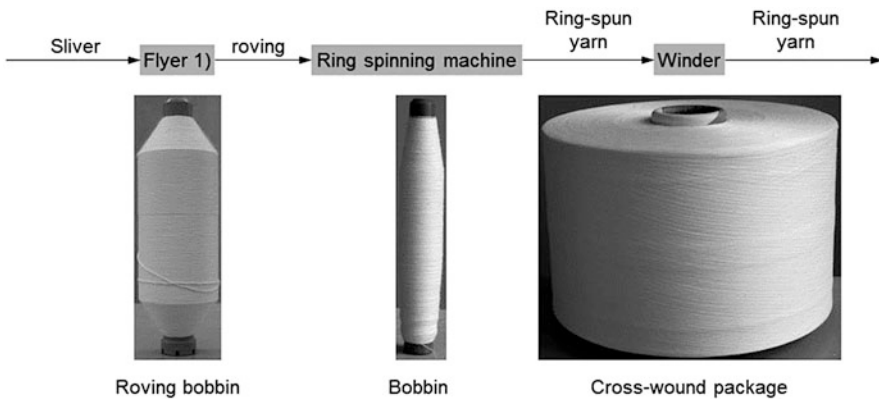 Sliver
Flyer 1)
roving
Ring spinning machine
Ring-spun
yarn
Winder
Ring-spun
yarn
Roving bobbin
Bobbin
Cross-wound package